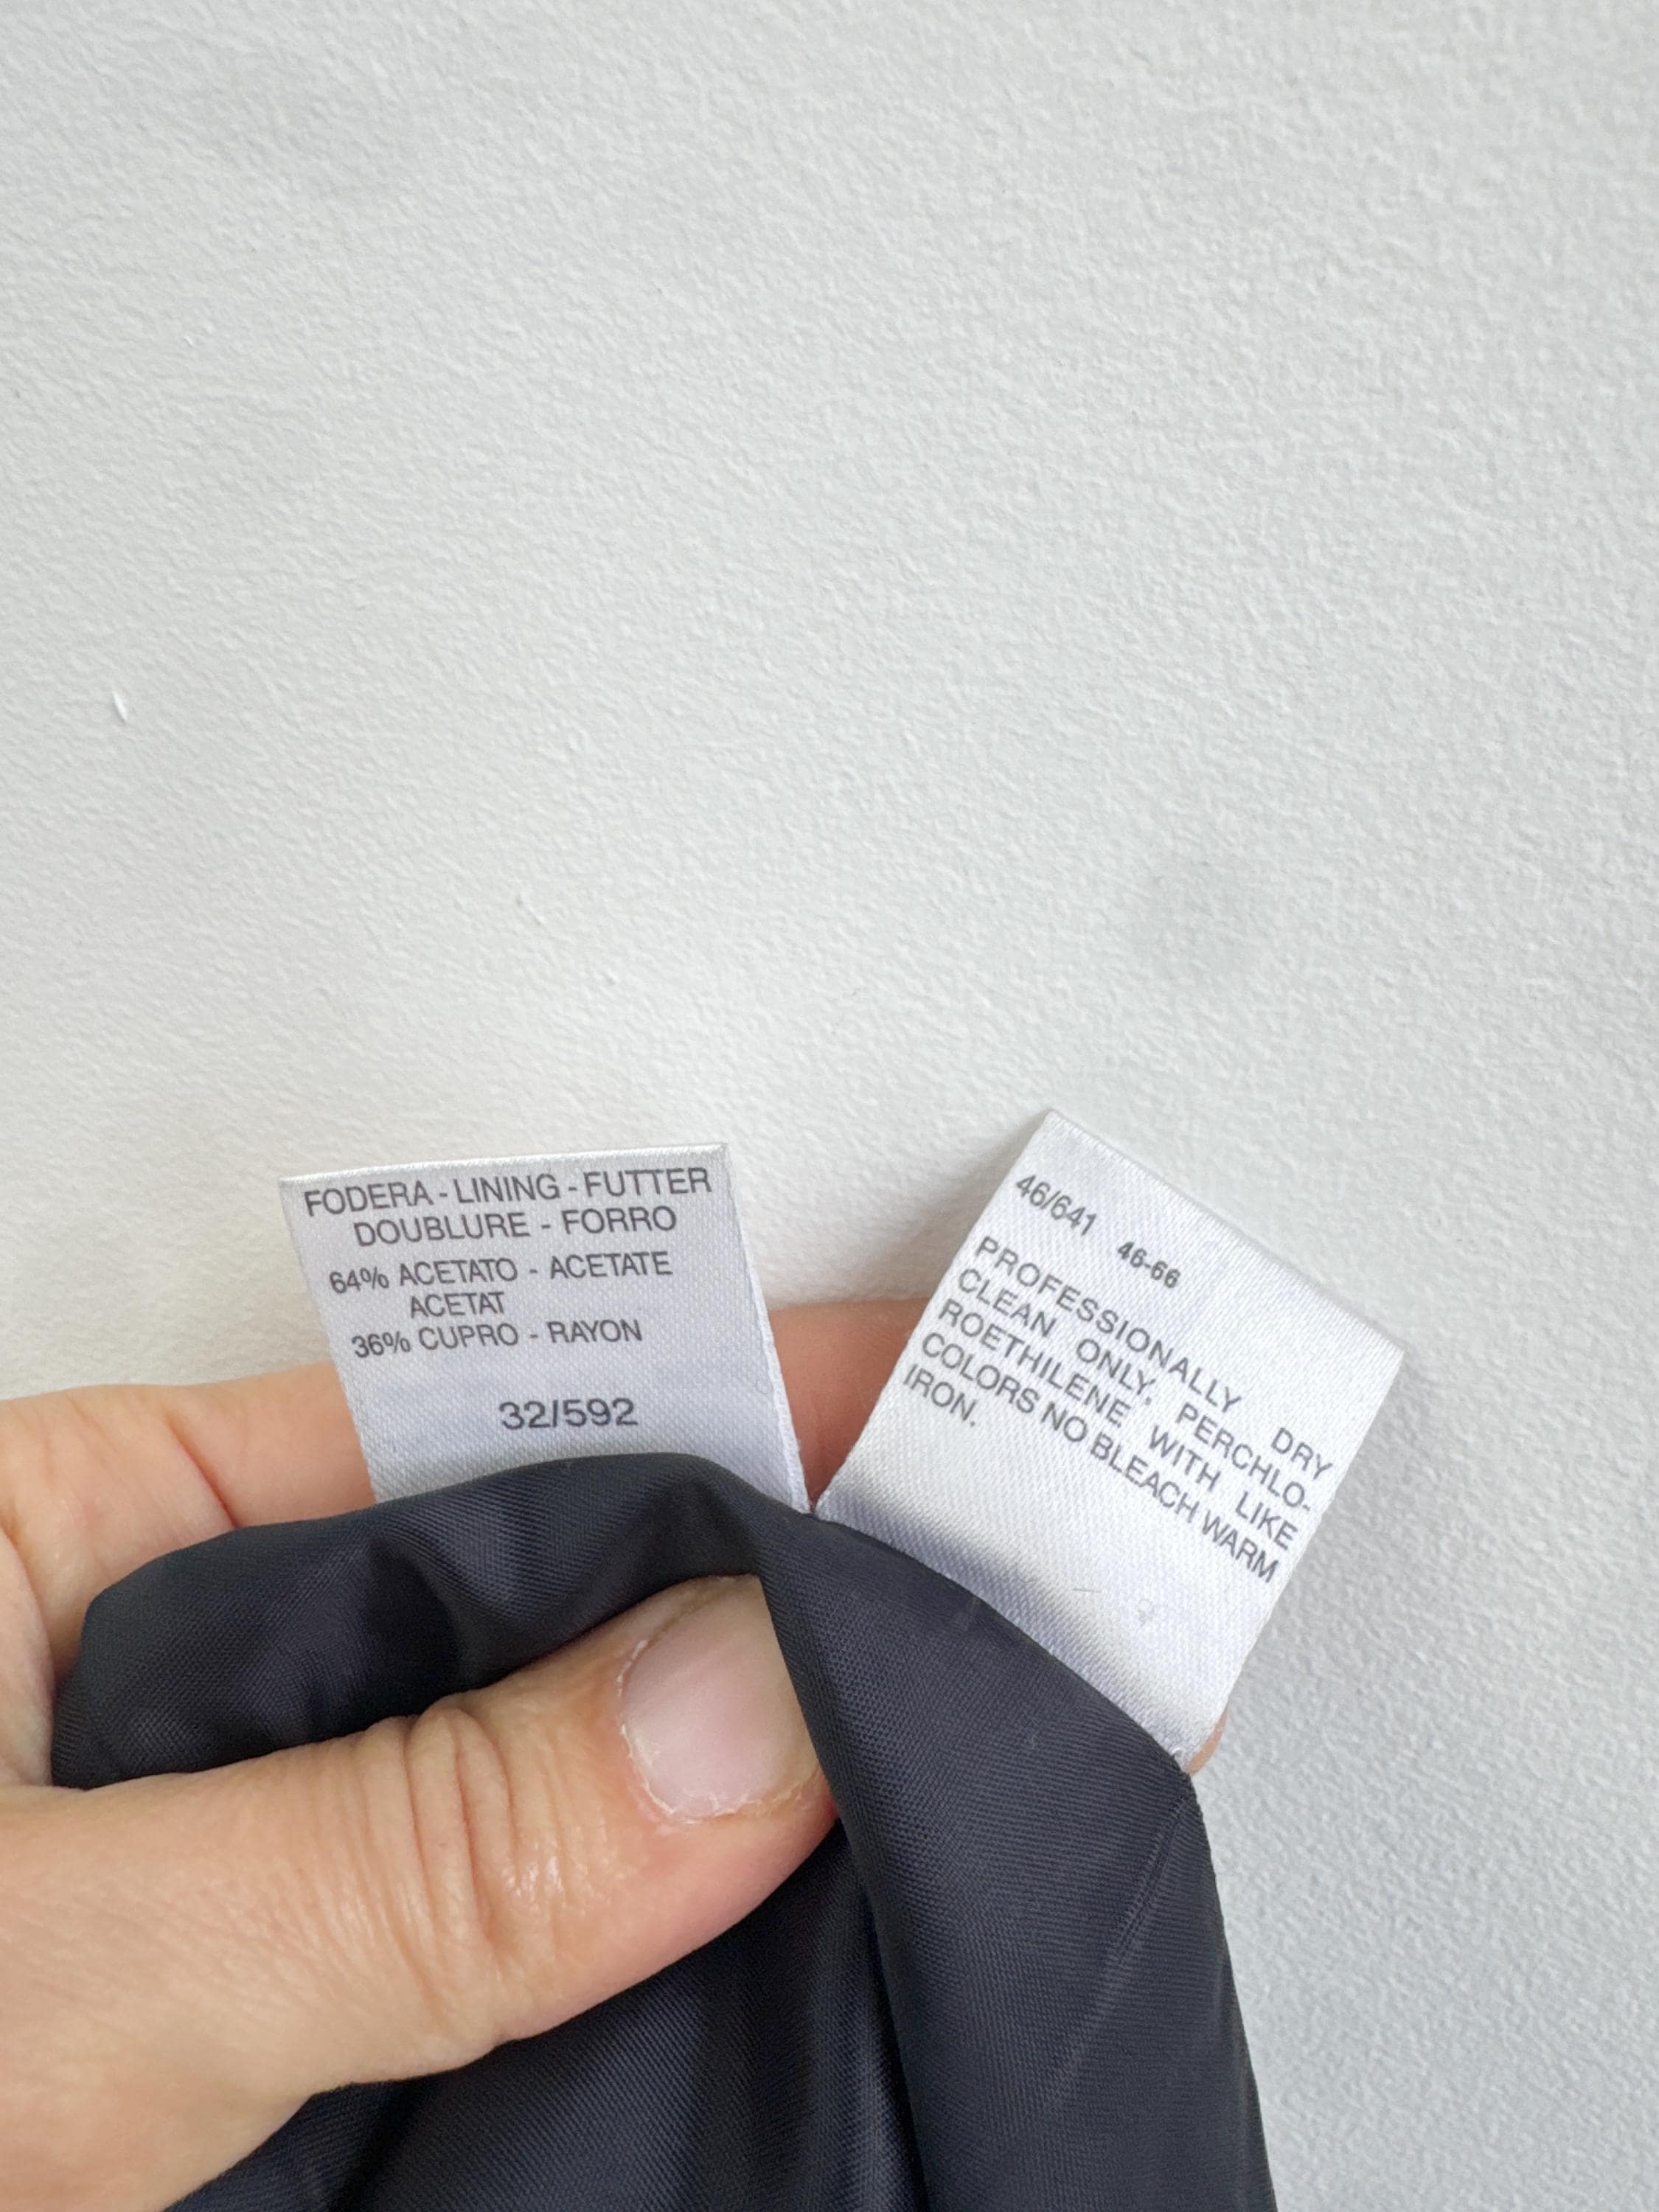 FODERA - LINING - FUTTER
DOUBLURE - FORRO
64% ACETATO - ACETATE
ACETAT
36% CUPRO - RAYON
32/592
46/641 46-66
PROFESSIONALLY DRY
CLEAN ONLY, PERCHLO-
ROETHILENE WITH LIKE
COLORS NO BLEACH WARM
IRON.